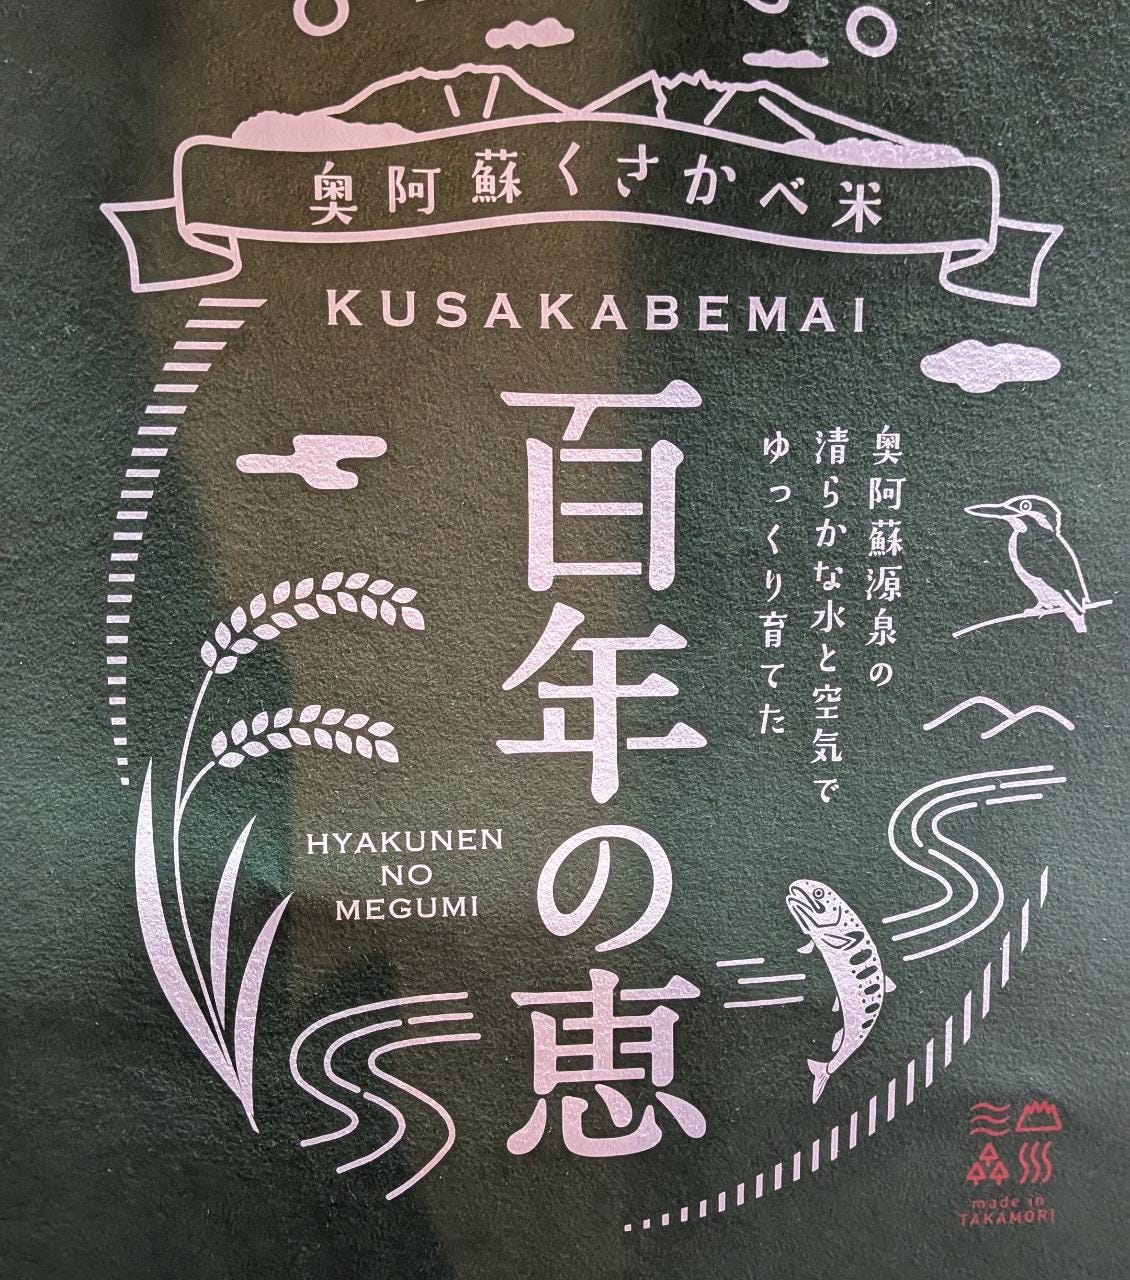 奥阿蘇くさかべ米
KUSAKABEMAI
百年の恵
奥阿蘇源泉の
清らかな水と空気で
ゆっくり育てた
HYAKUNEN
NO
MEGUMI
made in
TAKAMORI